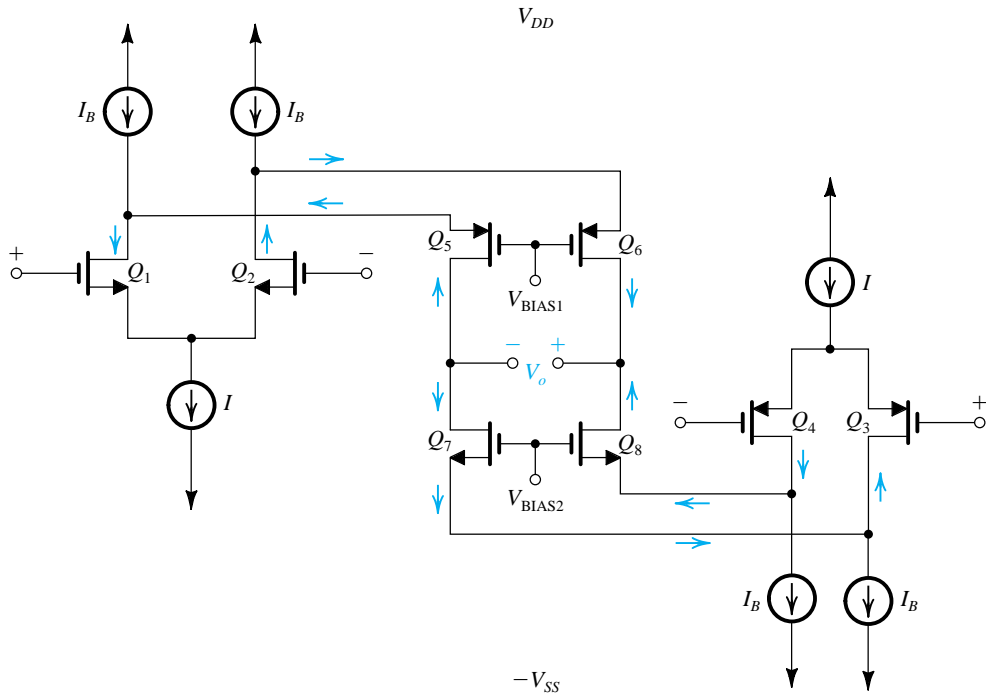 V_DD
I_B
I_B
+
Q_1
Q_2
−
I
Q_5
Q_6
V_BIAS1
−
+
V_o
Q_7
Q_8
V_BIAS2
I
−
Q_4
Q_3
+
I_B
I_B
−V_SS